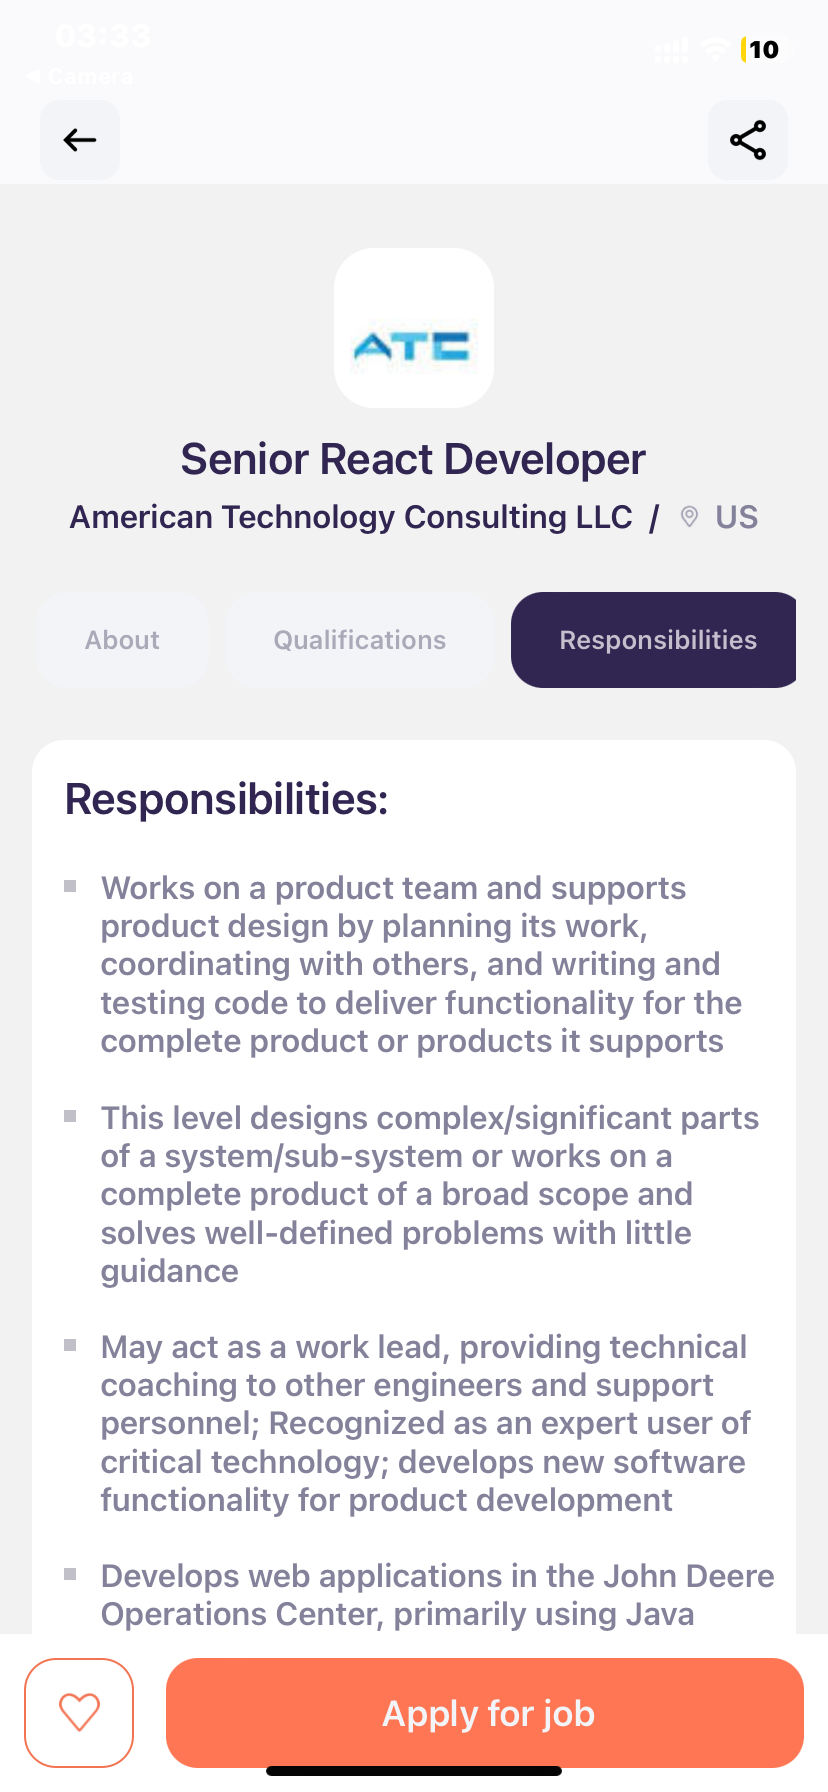 03:33
10
Camera
ATC
Senior React Developer
American Technology Consulting LLC / US
About Qualifications Responsibilities
Responsibilities:
Works on a product team and supports
product design by planning its work,
coordinating with others, and writing and
testing code to deliver functionality for the
complete product or products it supports
This level designs complex/significant parts
of a system/sub-system or works on a
complete product of a broad scope and
solves well-defined problems with little
guidance
May act as a work lead, providing technical
coaching to other engineers and support
personnel; Recognized as an expert user of
critical technology; develops new software
functionality for product development
Develops web applications in the John Deere
Operations Center, primarily using Java
Apply for job